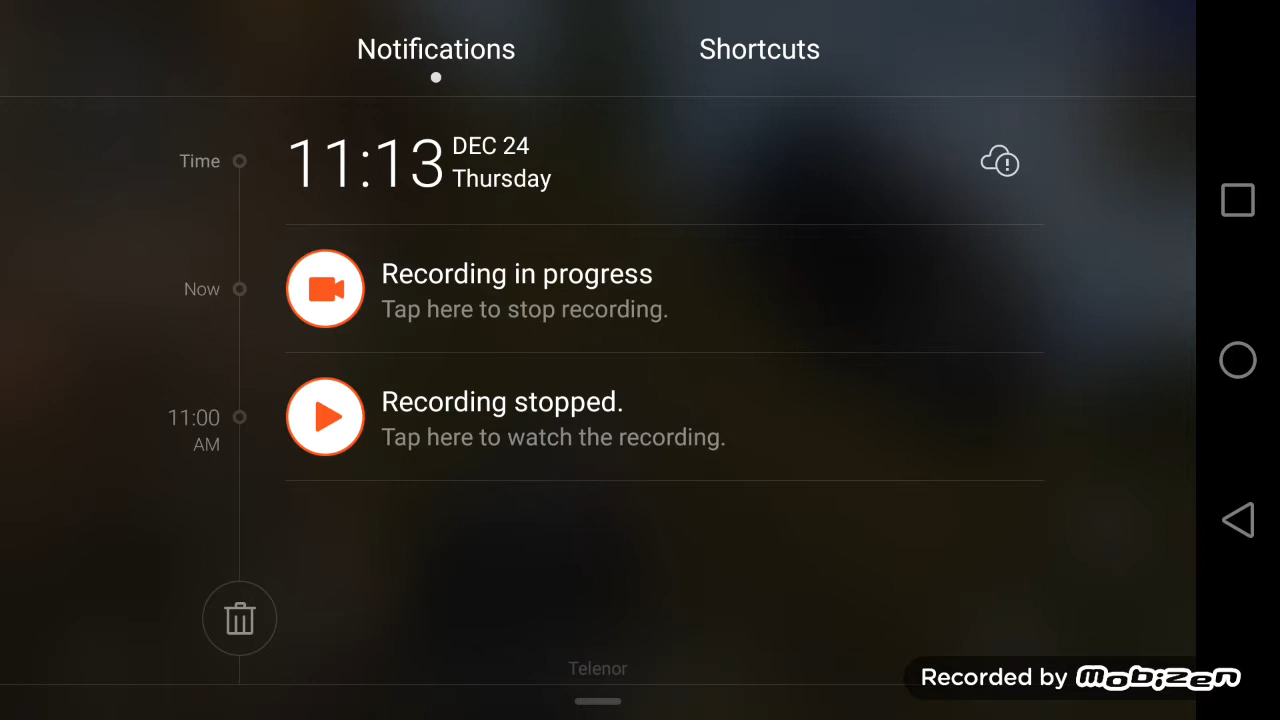 Notifications
Shortcuts
Time
11:13
DEC 24
Thursday
Now
Recording in progress
Tap here to stop recording.
11:00
AM
Recording stopped.
Tap here to watch the recording.
Telenor
Recorded by mobizen